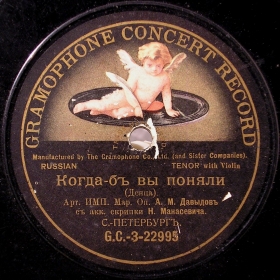 GRAMOPHONE CONCERT RECORD
Manufactured by The Gramophone Co., Ltd. (and Sister Companies).
RUSSIAN TENOR with Violin
Когда-бъ вы поняли
(Денца).
Арт. ИМП. Мар. Оп. А. М. Давыдовъ
съ акк. скрипки Н. Манасевича.
С.-ПЕТЕРБУРГЪ
G.C.-3-22995